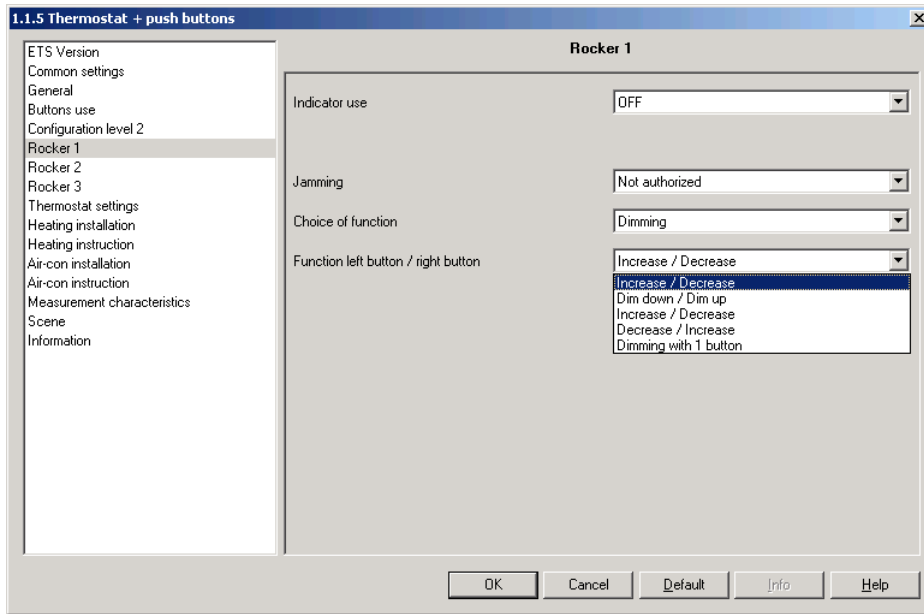 1.1.5 Thermostat + push buttons
ETS Version
Common settings
General
Buttons use
Configuration level 2
Rocker 1
Rocker 2
Rocker 3
Thermostat settings
Heating installation
Heating instruction
Air-con installation
Air-con instruction
Measurement characteristics
Scene
Information
Rocker 1
Indicator use OFF
Jamming Not authorized
Choice of function Dimming
Function left button / right button Increase / Decrease
Increase / Decrease
Dim down / Dim up
Increase / Decrease
Decrease / Increase
Dimming with 1 button
OK Cancel Default Info Help